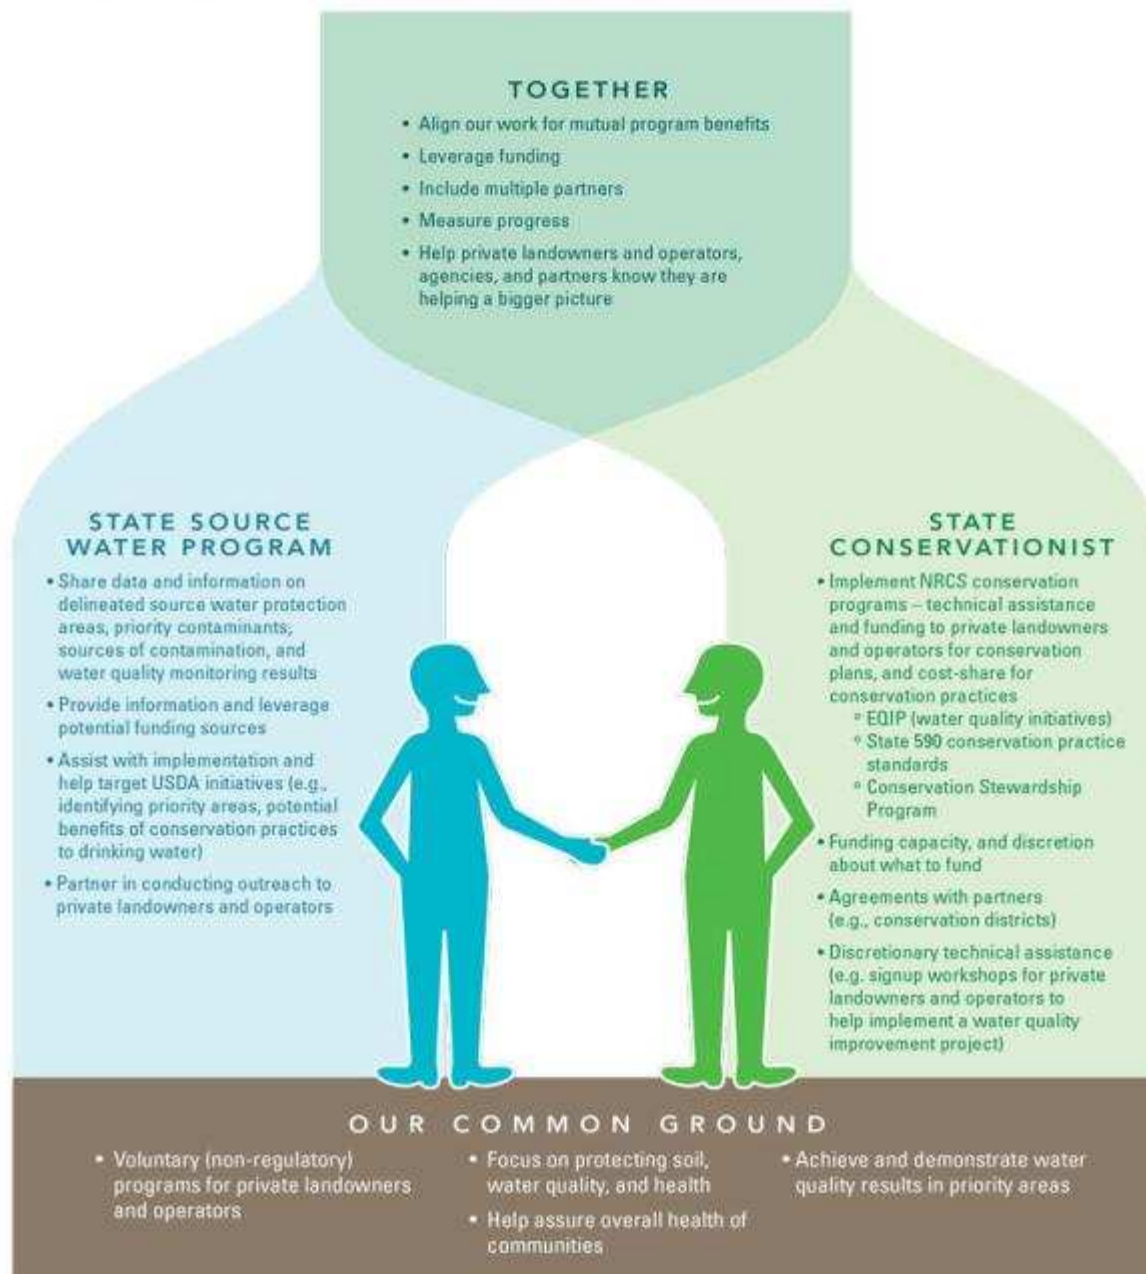 TOGETHER
• Align our work for mutual program benefits
• Leverage funding
• Include multiple partners
• Measure progress
• Help private landowners and operators,
agencies, and partners know they are
helping a bigger picture
STATE SOURCE
WATER PROGRAM
• Share data and information on
delineated source water protection
areas, priority contaminants,
sources of contamination, and
water quality monitoring results
• Provide information and leverage
potential funding sources
• Assist with implementation and
help target USDA initiatives (e.g.,
identifying priority areas, potential
benefits of conservation practices
to drinking water)
• Partner in conducting outreach to
private landowners and operators
STATE
CONSERVATIONIST
• Implement NRCS conservation
programs – technical assistance
and funding to private landowners
and operators for conservation
plans, and cost-share for
conservation practices
° EQIP (water quality initiatives)
° State 590 conservation practice
standards
° Conservation Stewardship
Program
• Funding capacity, and discretion
about what to fund
• Agreements with partners
(e.g., conservation districts)
• Discretionary technical assistance
(e.g. signup workshops for private
landowners and operators to
help implement a water quality
improvement project)
OUR COMMON GROUND
• Voluntary (non-regulatory)
programs for private landowners
and operators
• Focus on protecting soil,
water quality, and health
• Help assure overall health of
communities
• Achieve and demonstrate water
quality results in priority areas